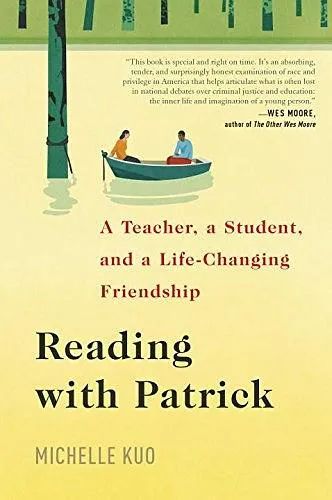 "This book is special and right on time. It's an absorbing,
tender, and surprisingly honest examination of race and
privilege in America that helps articulate what is often lost
in national debates over criminal justice and education:
the inner life and imagination of a young person."
—WES MOORE,
author of The Other Wes Moore
A Teacher, a Student,
and a Life-Changing
Friendship
Reading
with Patrick
MICHELLE KUO